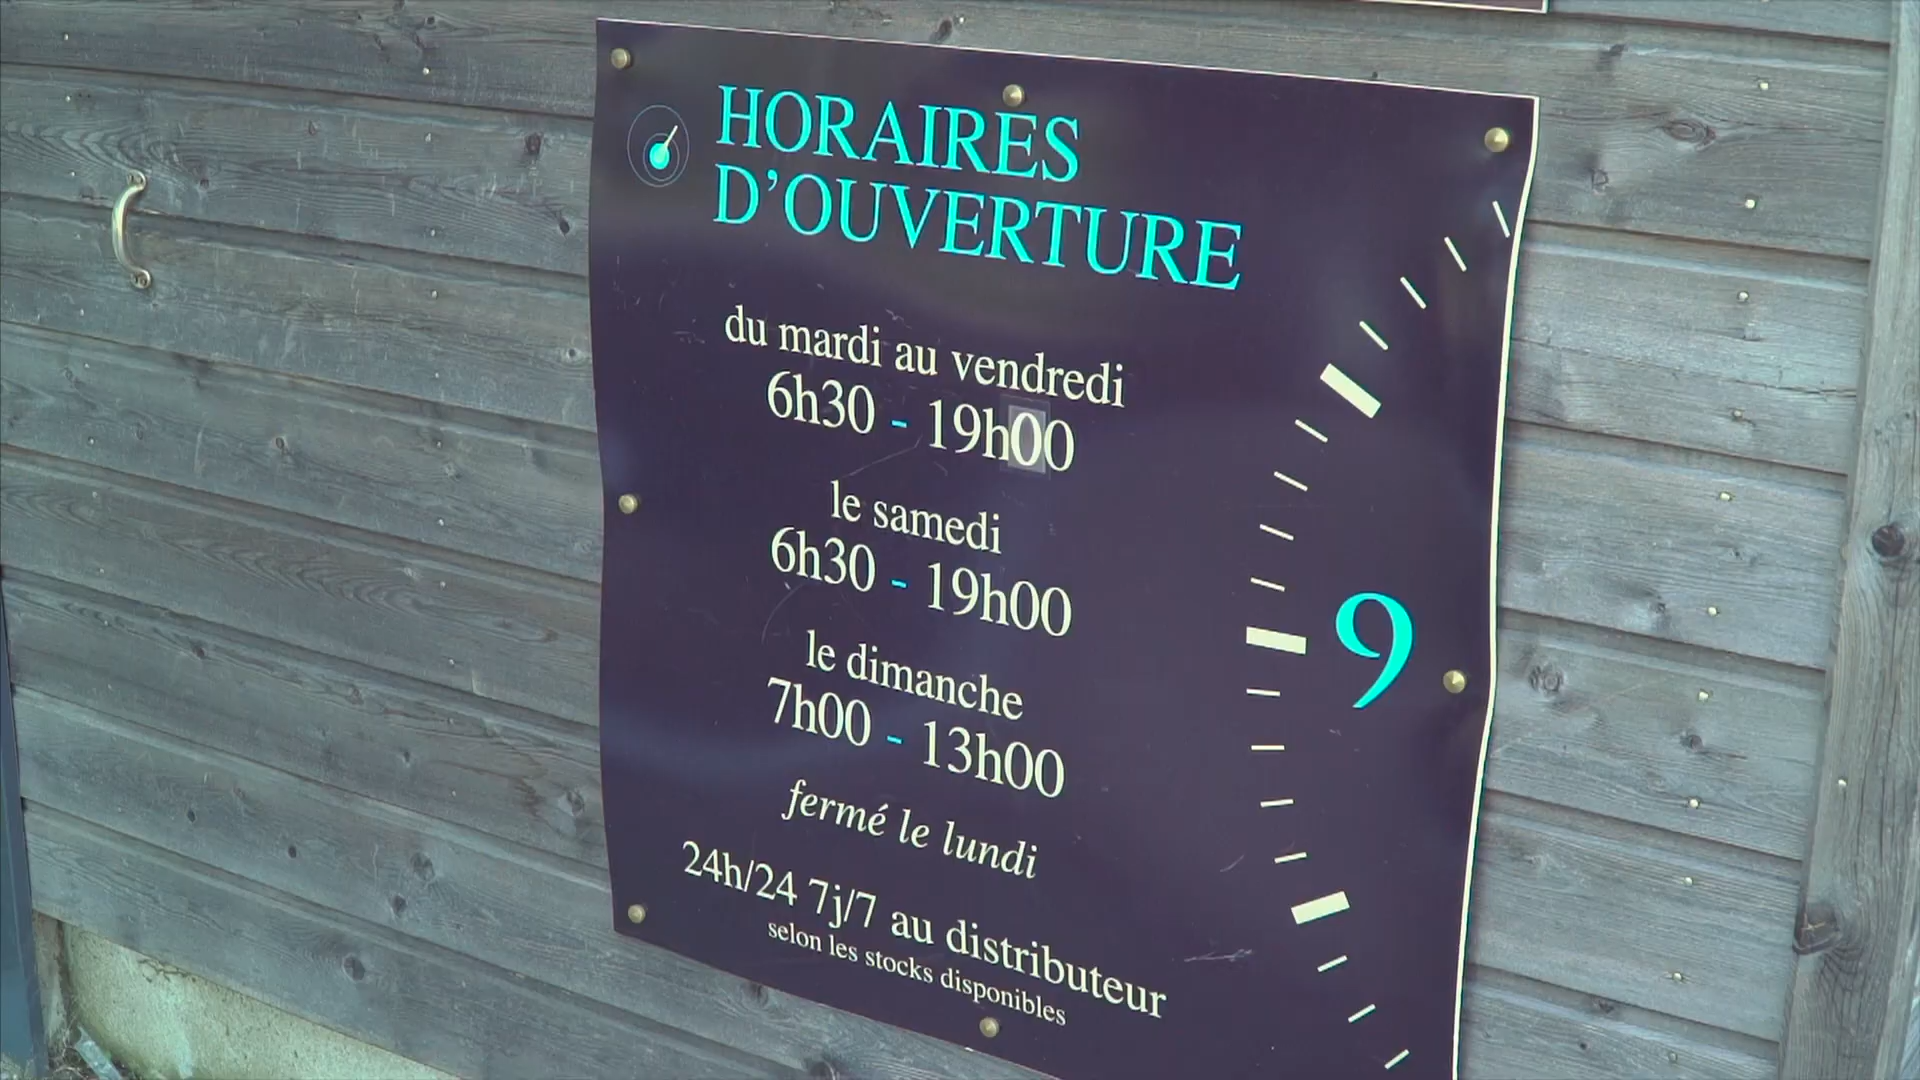 HORAIRES
D'OUVERTURE
du mardi au vendredi
6h30 - 19h00
le samedi
6h30 - 19h00
le dimanche
7h00 - 13h00
fermé le lundi
24h/24 7j/7 au distributeur
selon les stocks disponibles
9